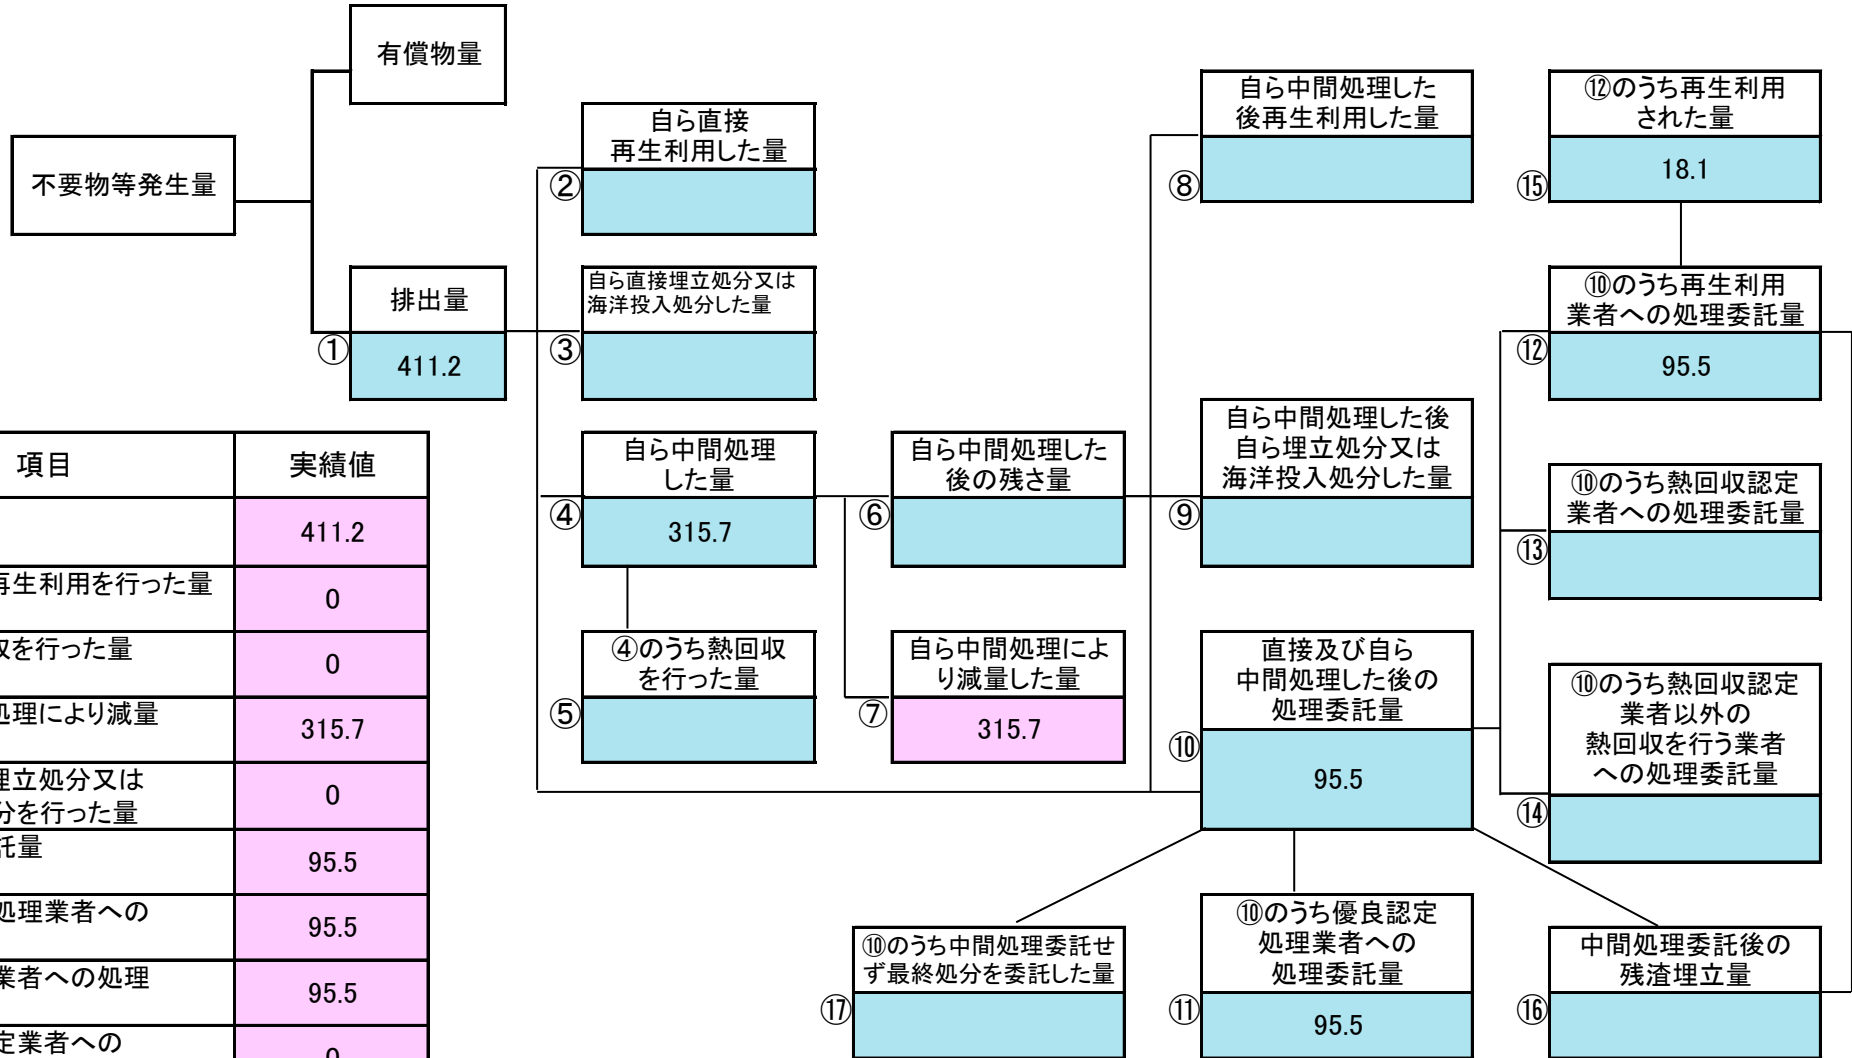 有償物量
不要物等発生量
排出量
①
411.2
自ら直接
再生利用した量
②
自ら直接埋立処分又は
海洋投入処分した量
③
自ら中間処理
した量
④
315.7
④のうち熱回収
を行った量
⑤
自ら中間処理した
後の残さ量
⑥
自ら中間処理によ
り減量した量
⑦
315.7
自ら中間処理した
後再生利用した量
⑧
自ら中間処理した後
自ら埋立処分又は
海洋投入処分した量
⑨
直接及び自ら
中間処理した後の
処理委託量
⑩
95.5
⑫のうち再生利用
された量
⑮
18.1
⑩のうち再生利用
業者への処理委託量
⑫
95.5
⑩のうち熱回収認定
業者への処理委託量
⑬
⑩のうち熱回収認定
業者以外の
熱回収を行う業者
への処理委託量
⑭
⑩のうち中間処理委託せ
ず最終処分を委託した量
⑰
⑩のうち優良認定
処理業者への
処理委託量
⑪
95.5
中間処理委託後の
残渣埋立量
⑯
項目 実績値
411.2
再生利用を行った量 0
収を行った量 0
処理により減量 315.7
埋立処分又は
分を行った量 0
託量 95.5
処理業者への 95.5
業者への処理 95.5
定業者への 0